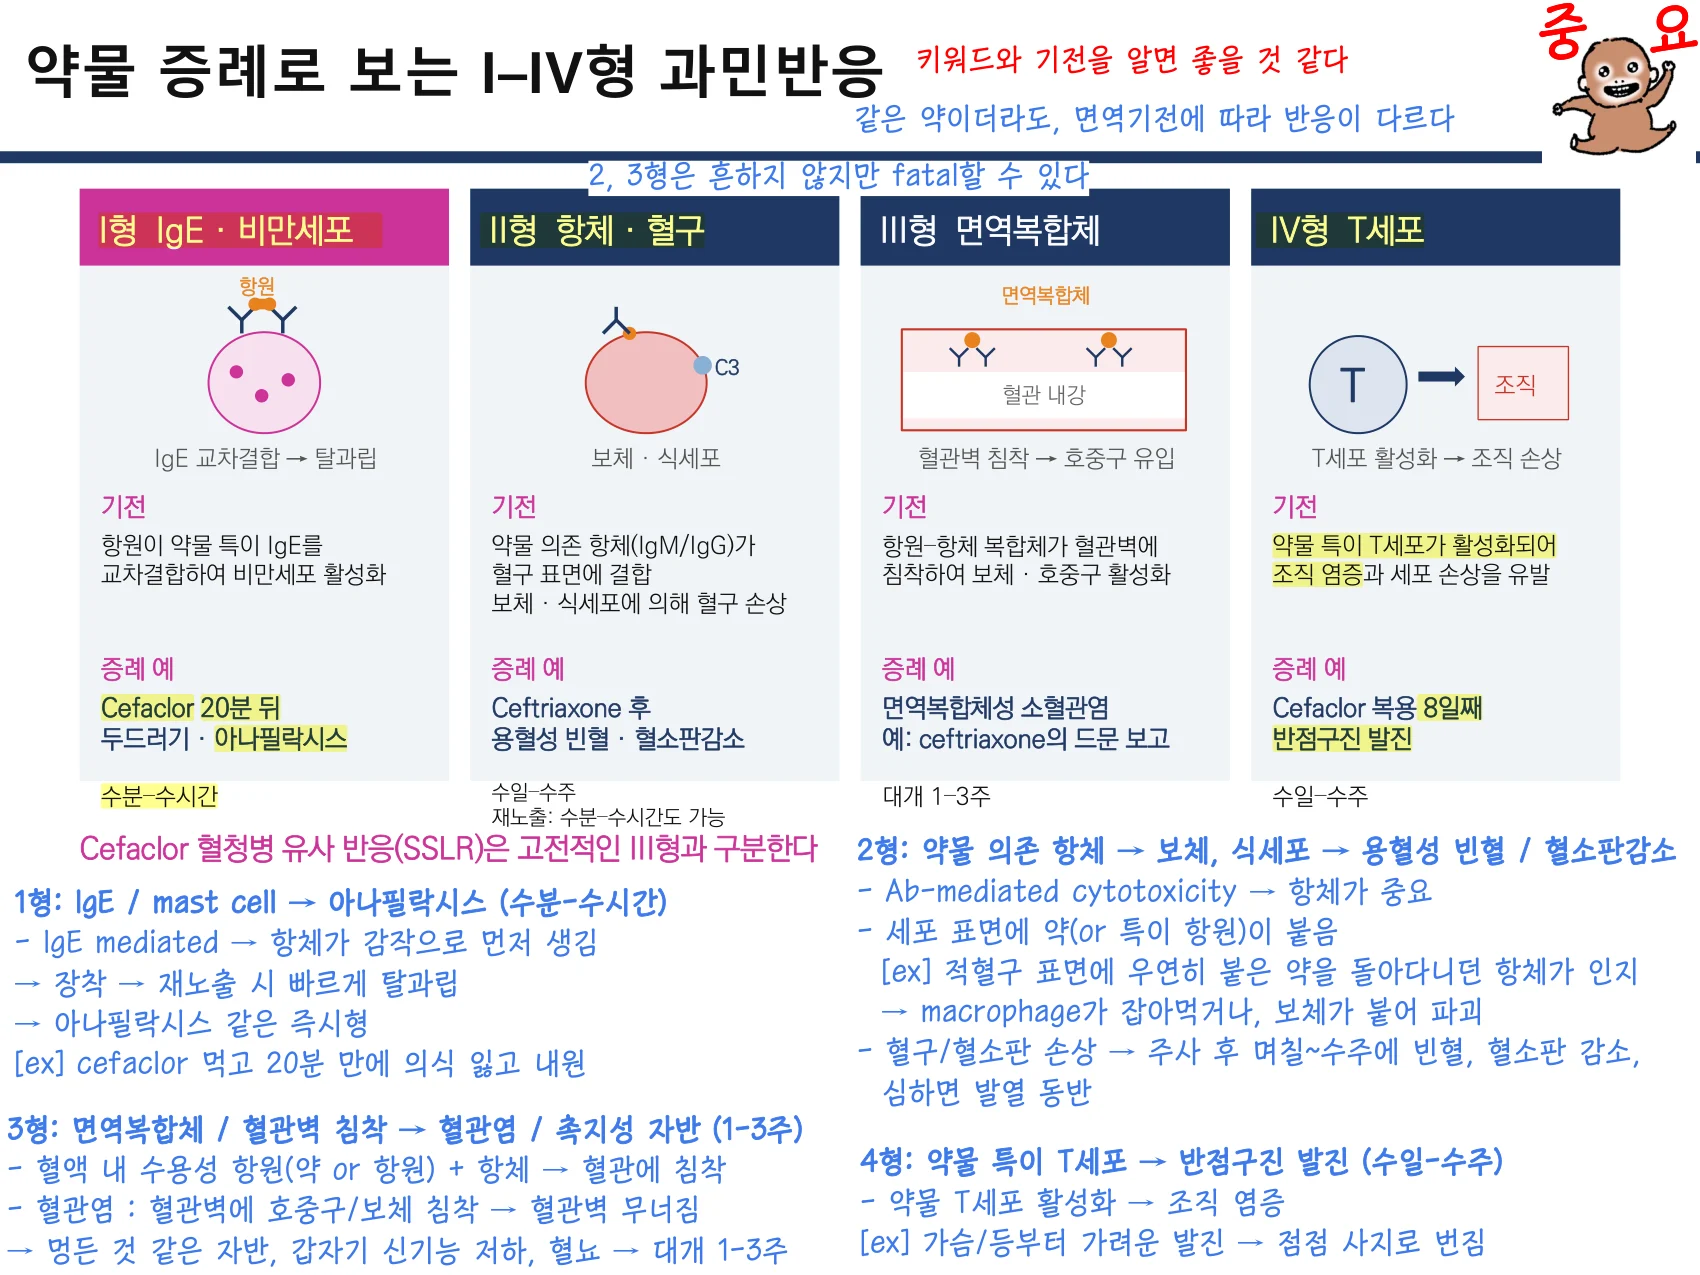 약물 증례로 보는 I–IV형 과민반응
키워드와 기전을 알면 좋을 것 같다
중 요
같은 약이더라도, 면역기전에 따라 반응이 다르다
2, 3형은 흔하지 않지만 fatal할 수 있다
I형 IgE · 비만세포
항원
IgE 교차결합 → 탈과립
기전
항원이 약물 특이 IgE를
교차결합하여 비만세포 활성화
증례 예
Cefaclor 20분 뒤
두드러기 · 아나필락시스
수분–수시간
II형 항체 · 혈구
C3
보체 · 식세포
기전
약물 의존 항체(IgM/IgG)가
혈구 표면에 결합
보체 · 식세포에 의해 혈구 손상
증례 예
Ceftriaxone 후
용혈성 빈혈 · 혈소판감소
수일–수주
재노출: 수분–수시간도 가능
III형 면역복합체
면역복합체
혈관 내강
혈관벽 침착 → 호중구 유입
기전
항원–항체 복합체가 혈관벽에
침착하여 보체 · 호중구 활성화
증례 예
면역복합체성 소혈관염
예: ceftriaxone의 드문 보고
대개 1–3주
IV형 T세포
T
조직
T세포 활성화 → 조직 손상
기전
약물 특이 T세포가 활성화되어
조직 염증과 세포 손상을 유발
증례 예
Cefaclor 복용 8일째
반점구진 발진
수일–수주
Cefaclor 혈청병 유사 반응(SSLR)은 고전적인 III형과 구분한다
1형: IgE / mast cell → 아나필락시스 (수분-수시간)
- IgE mediated → 항체가 감작으로 먼저 생김
→ 장착 → 재노출 시 빠르게 탈과립
→ 아나필락시스 같은 즉시형
[ex] cefaclor 먹고 20분 만에 의식 잃고 내원
3형: 면역복합체 / 혈관벽 침착 → 혈관염 / 촉지성 자반 (1-3주)
- 혈액 내 수용성 항원(약 or 항원) + 항체 → 혈관에 침착
- 혈관염 : 혈관벽에 호중구/보체 침착 → 혈관벽 무너짐
→ 멍든 것 같은 자반, 갑자기 신기능 저하, 혈뇨 → 대개 1-3주
2형: 약물 의존 항체 → 보체, 식세포 → 용혈성 빈혈 / 혈소판감소
- Ab-mediated cytotoxicity → 항체가 중요
- 세포 표면에 약(or 특이 항원)이 붙음
[ex] 적혈구 표면에 우연히 붙은 약을 돌아다니던 항체가 인지
→ macrophage가 잡아먹거나, 보체가 붙어 파괴
- 혈구/혈소판 손상 → 주사 후 며칠~수주에 빈혈, 혈소판 감소,
심하면 발열 동반
4형: 약물 특이 T세포 → 반점구진 발진 (수일-수주)
- 약물 T세포 활성화 → 조직 염증
[ex] 가슴/등부터 가려운 발진 → 점점 사지로 번짐